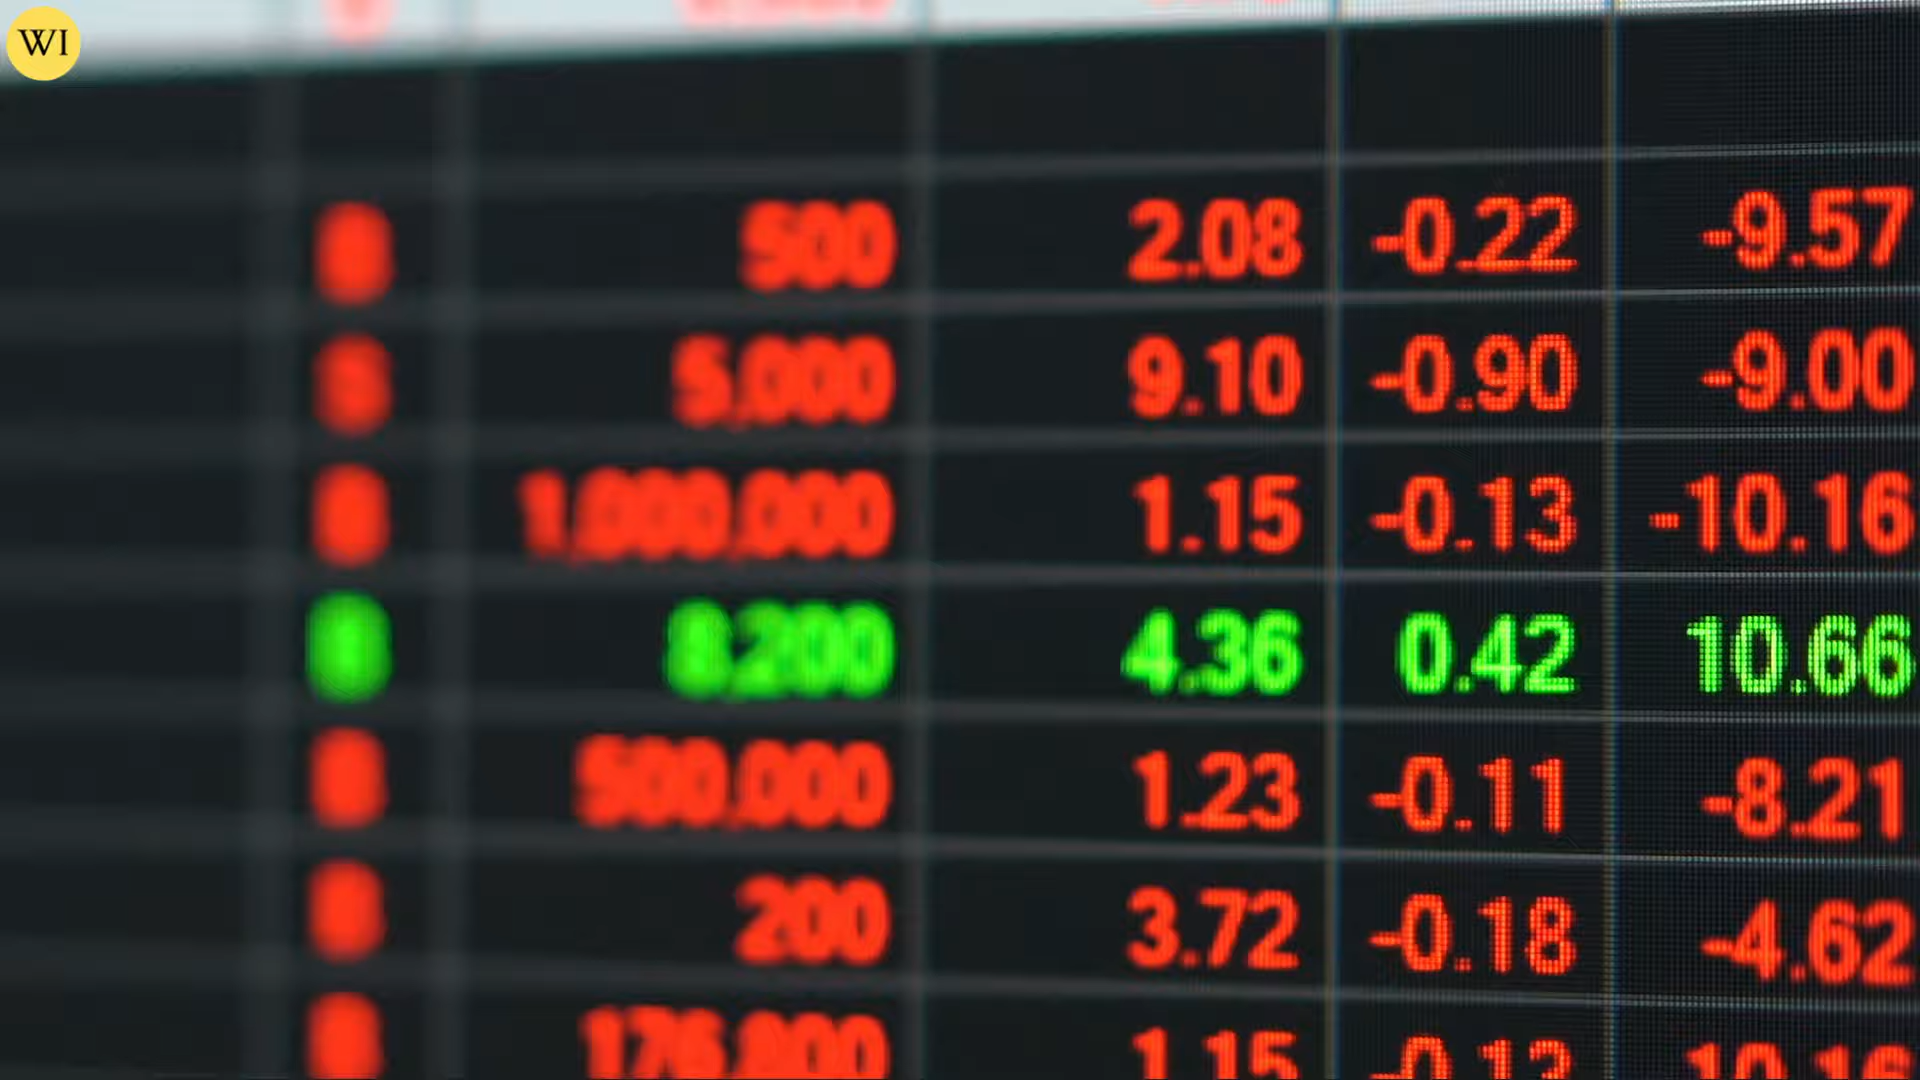 WI
500 2.08 -0.22 -9.57
5,000 9.10 -0.90 -9.00
1,000,000 1.15 -0.13 -10.16
8,200 4.36 0.42 10.66
500,000 1.23 -0.11 -8.21
200 3.72 -0.18 -4.62
1.15 -0.13 10.16